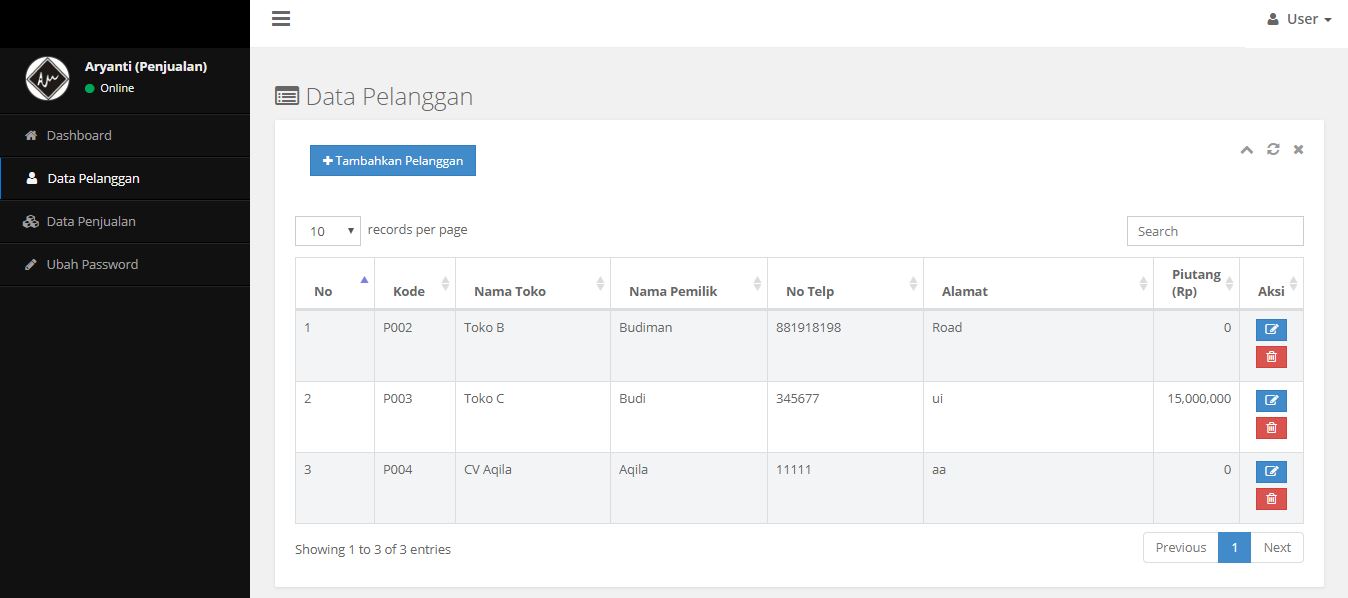 User
Aryanti (Penjualan)
Online
Dashboard
Data Pelanggan
Data Penjualan
Ubah Password
Data Pelanggan
Tambahkan Pelanggan
10 records per page
Search
No Kode Nama Toko Nama Pemilik No Telp Alamat Piutang (Rp) Aksi
1 P002 Toko B Budiman 881918198 Road 0
2 P003 Toko C Budi 345677 ui 15,000,000
3 P004 CV Aqila Aqila 11111 aa 0
Showing 1 to 3 of 3 entries
Previous 1 Next